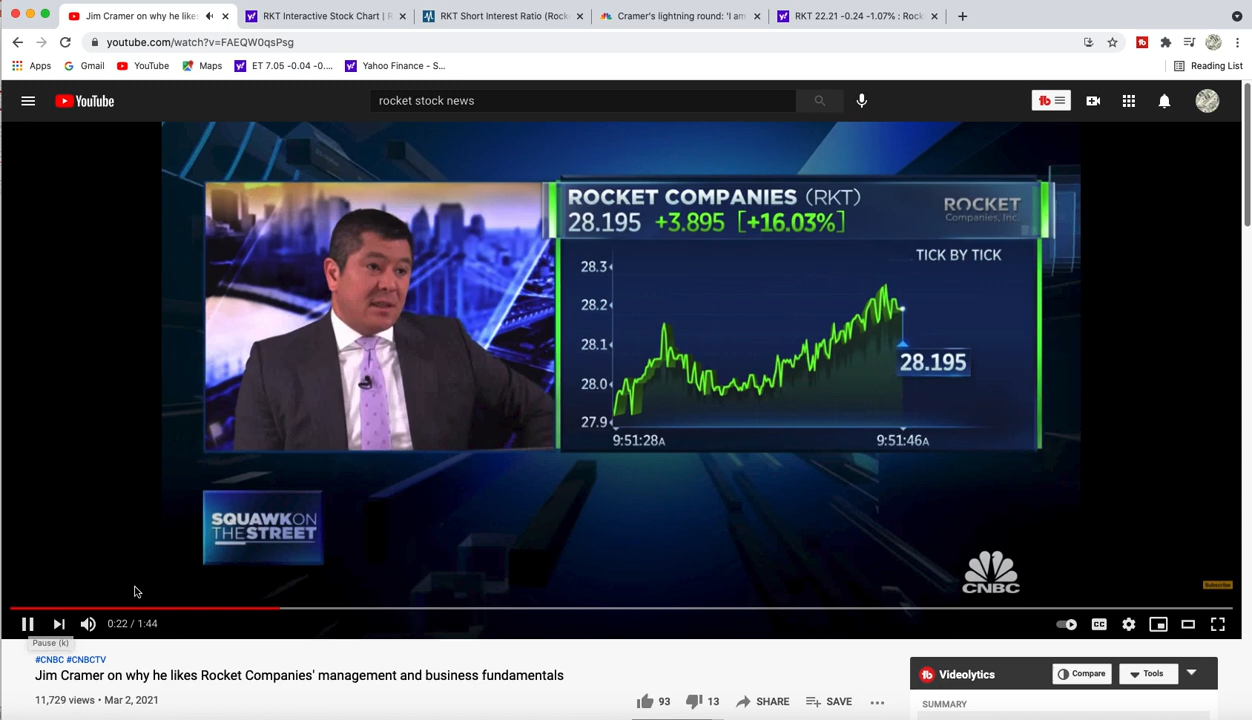 Jim Cramer on why he like
RKT Interactive Stock Chart | R
RKT Short Interest Ratio (Rock
Cramer's lightning round: 'I am
RKT 22.21 -0.24 -1.07% : Rock
youtube.com/watch?v=FAEQW0qsPsg
Apps
Gmail
YouTube
Maps
ET 7.05 -0.04 -0....
Yahoo Finance - S...
Reading List
YouTube
rocket stock news
ROCKET COMPANIES (RKT)
28.195 +3.895 [+16.03%]
ROCKET
Companies, Inc.
TICK BY TICK
28.3
28.2
28.1
28.0
27.9
28.195
9:51:28A
9:51:46A
SQUAWK ON
THE STREET
CNBC
Subscribe
0:22 / 1:44
CC
Pause (k)
#CNBC #CNBCTV
Jim Cramer on why he likes Rocket Companies' management and business fundamentals
11,729 views • Mar 2, 2021
93
13
SHARE
SAVE
Videolytics
Compare
Tools
SUMMARY